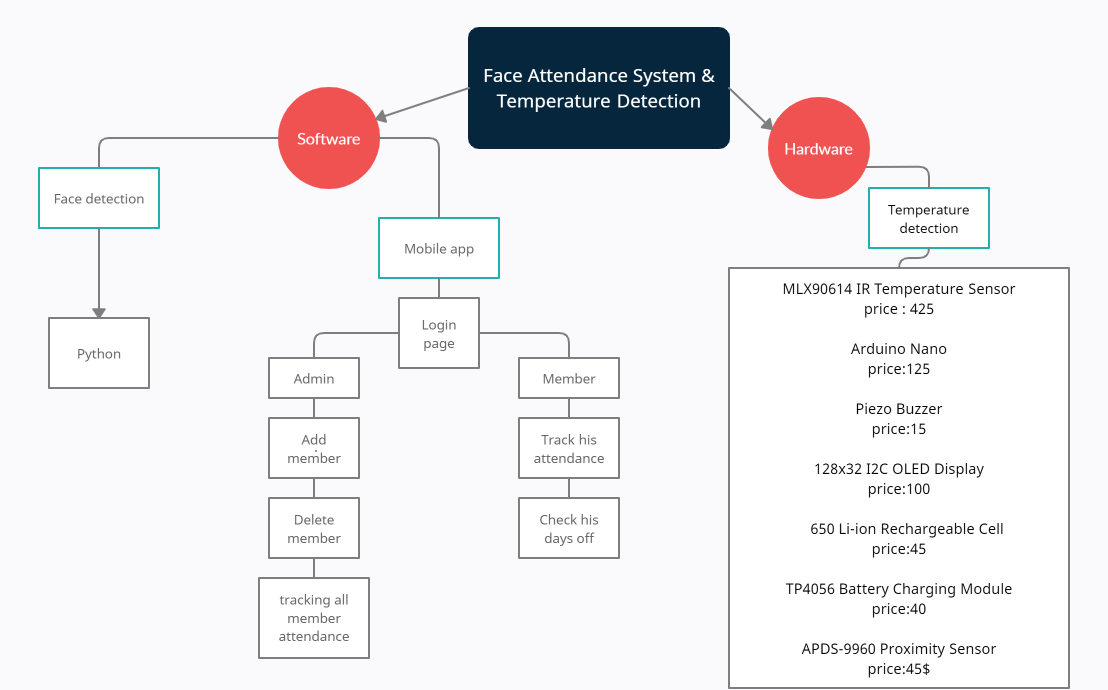 Face Attendance System &
Temperature Detection
Software
Hardware
Face detection
Python
Mobile app
Login
page
Admin
Add
member
Delete
member
tracking all
member
attendance
Member
Track his
attendance
Check his
days off
Temperature
detection
MLX90614 IR Temperature Sensor
price : 425
Arduino Nano
price:125
Piezo Buzzer
price:15
128x32 I2C OLED Display
price:100
650 Li-ion Rechargeable Cell
price:45
TP4056 Battery Charging Module
price:40
APDS-9960 Proximity Sensor
price:45$